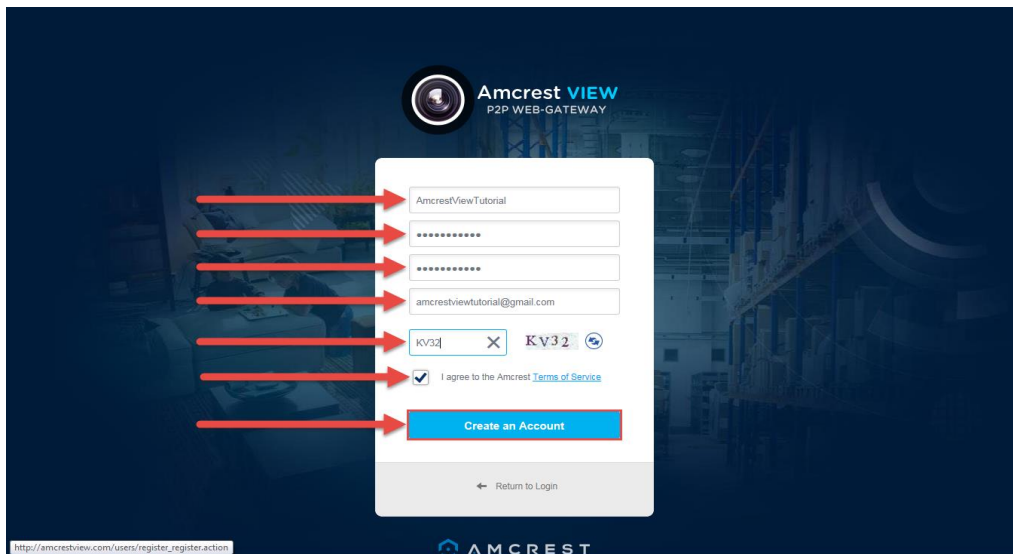 Amcrest VIEW
P2P WEB-GATEWAY
AmcrestViewTutorial
•••••••••••
•••••••••••
amcrestviewtutorial@gmail.com
KV32 KV32
I agree to the Amcrest Terms of Service
Create an Account
Return to Login
AMCREST
http://amcrestview.com/users/register_register.action